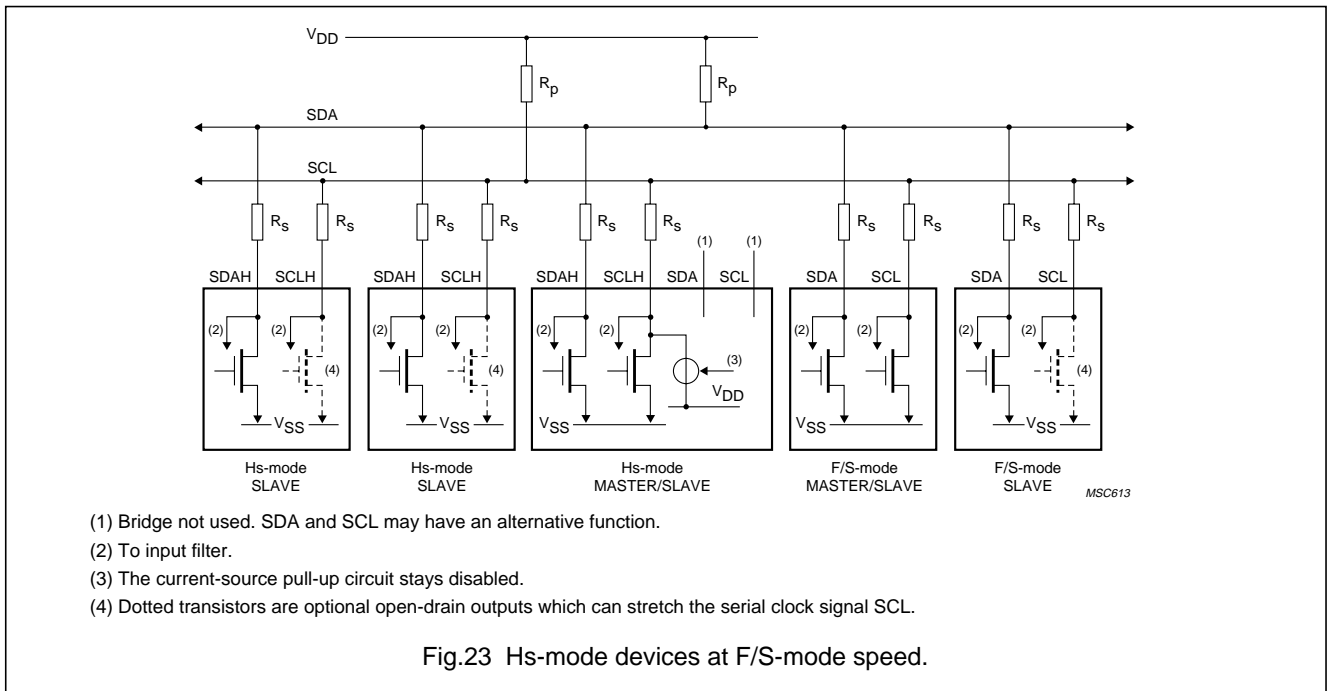 VDD
Rp Rp
SDA
SCL
Rs Rs Rs Rs Rs Rs Rs Rs Rs Rs
(1) (1)
SDAH SCLH SDAH SCLH SDAH SCLH SDA SCL SDA SCL SDA SCL
(2) (2) (2) (2) (2) (2) (2) (2) (2) (2)
(4) (4) (3) (4)
VDD
VSS VSS VSS VSS VSS
Hs-mode Hs-mode Hs-mode F/S-mode F/S-mode
SLAVE SLAVE MASTER/SLAVE MASTER/SLAVE SLAVE
MSC613
(1) Bridge not used. SDA and SCL may have an alternative function.
(2) To input filter.
(3) The current-source pull-up circuit stays disabled.
(4) Dotted transistors are optional open-drain outputs which can stretch the serial clock signal SCL.
Fig.23 Hs-mode devices at F/S-mode speed.